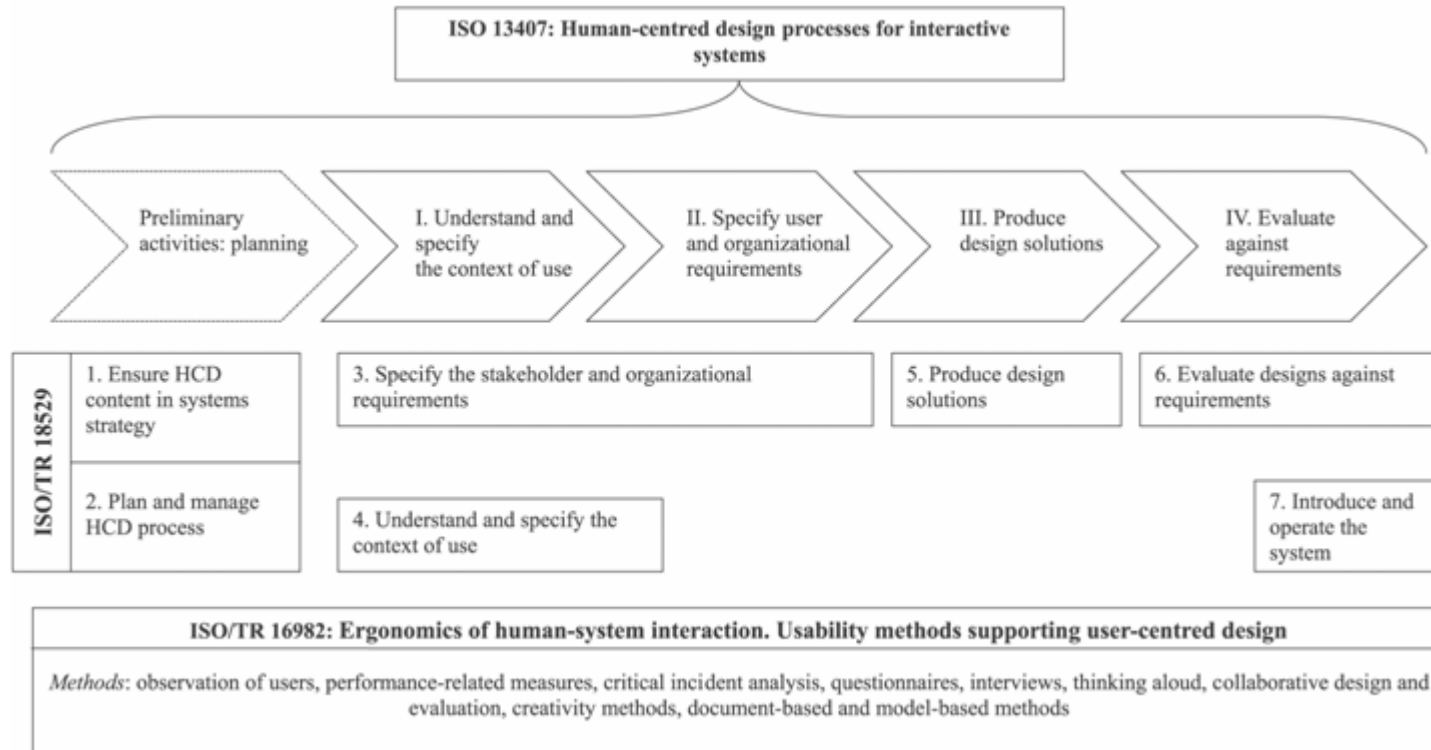 ISO 13407: Human-centred design processes for interactive
systems
Preliminary
activities: planning
I. Understand and
specify
the context of use
II. Specify user
and organizational
requirements
III. Produce
design solutions
IV. Evaluate
against
requirements
ISO/TR 18529
1. Ensure HCD
content in systems
strategy
2. Plan and manage
HCD process
3. Specify the stakeholder and organizational
requirements
4. Understand and specify the
context of use
5. Produce design
solutions
6. Evaluate designs against
requirements
7. Introduce and
operate the
system
ISO/TR 16982: Ergonomics of human-system interaction. Usability methods supporting user-centred design
Methods: observation of users, performance-related measures, critical incident analysis, questionnaires, interviews, thinking aloud, collaborative design and
evaluation, creativity methods, document-based and model-based methods